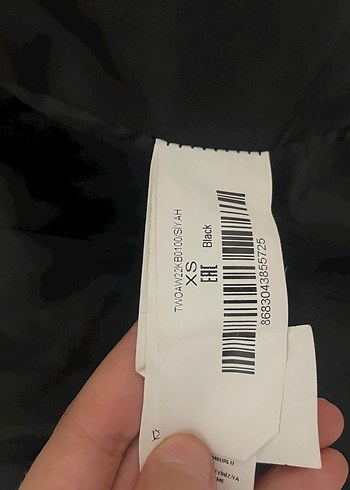 TWOAW22KB0100/SIYAH
XS
EAC
Black
8683043855725